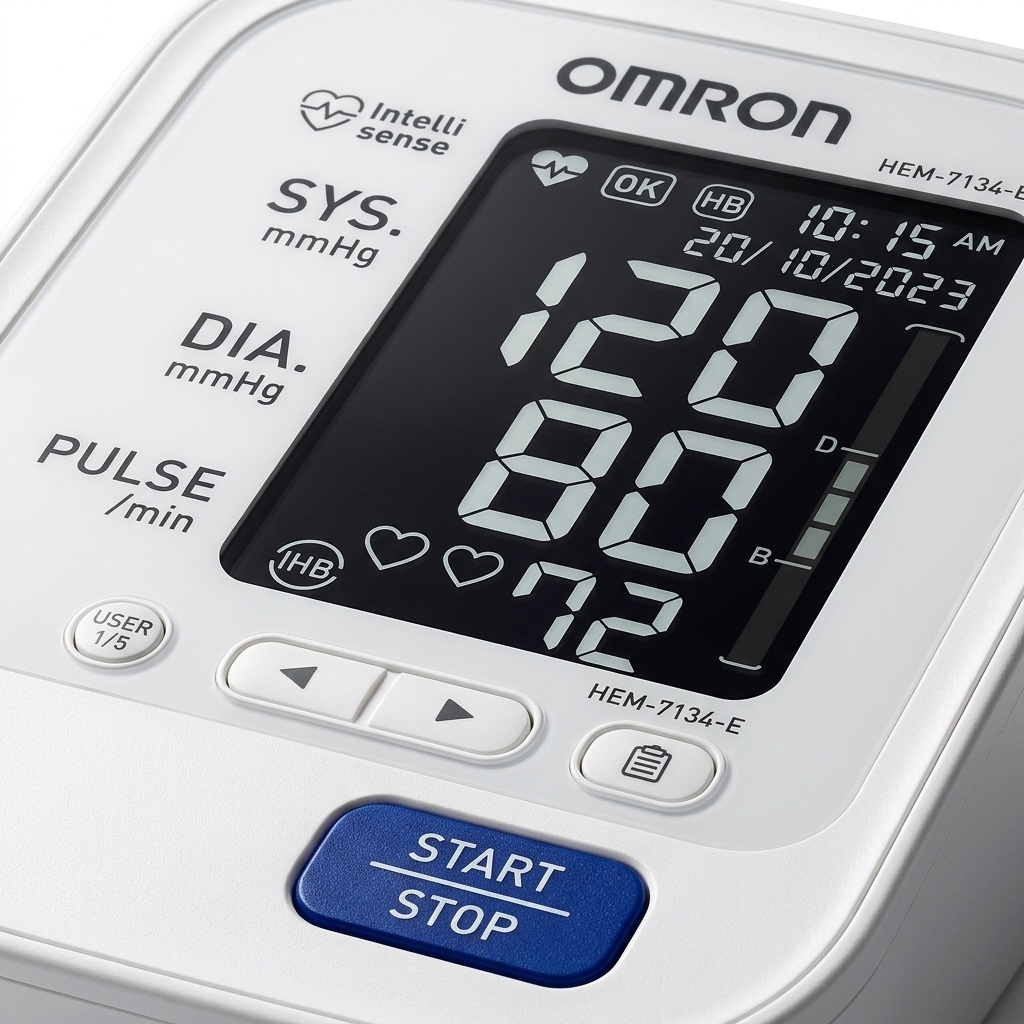 OMRON
Intelli
sense
HEM-7134-E
SYS.
mmHg
OK
HB
10:15 AM
20/10/2023
120
DIA.
mmHg
80
D
B
PULSE
/min
IHB
72
USER
1/5
HEM-7134-E
START
STOP